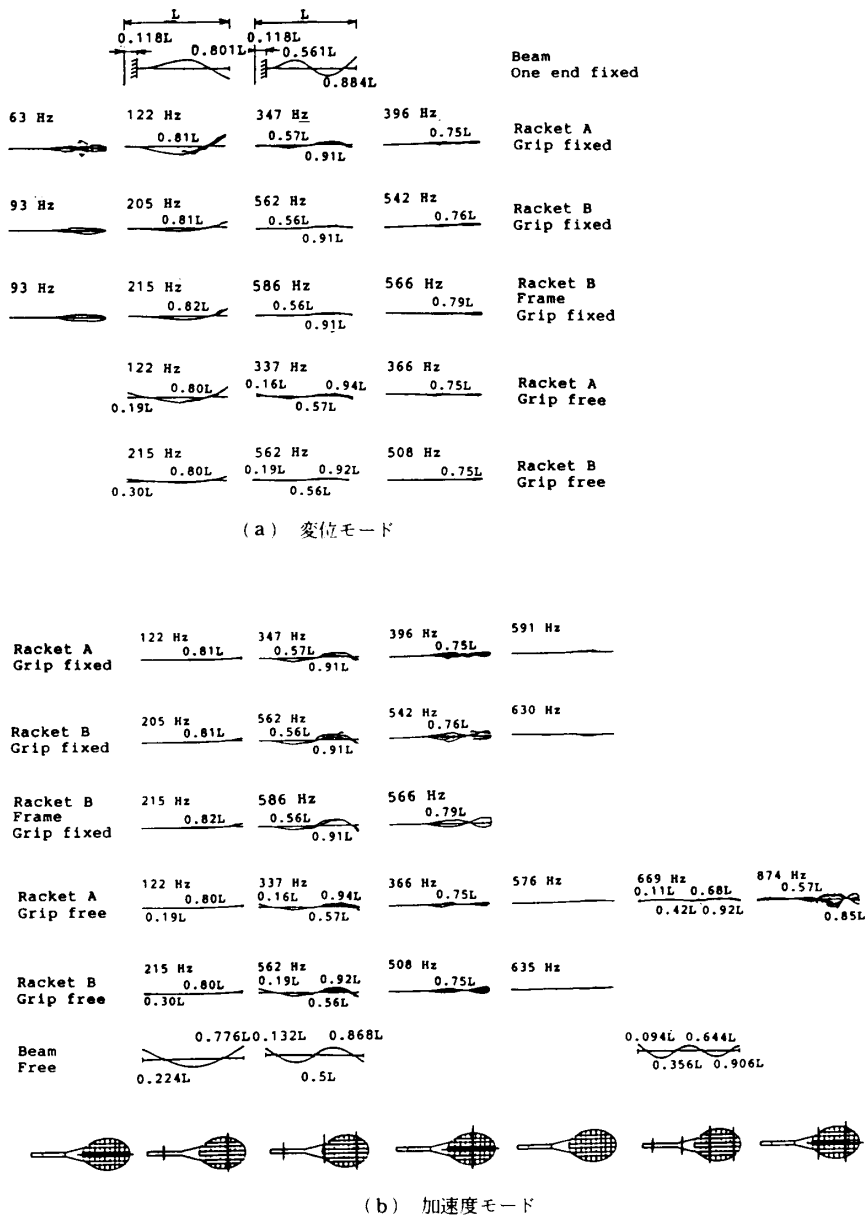 L L
0.118L 0.118L
0.801L 0.561L
0.884L
Beam
One end fixed
63 Hz 122 Hz 347 Hz 396 Hz
0.81L 0.57L 0.75L
0.91L
Racket A
Grip fixed
93 Hz 205 Hz 562 Hz 542 Hz
0.81L 0.56L 0.76L
0.91L
Racket B
Grip fixed
93 Hz 215 Hz 586 Hz 566 Hz
0.82L 0.56L 0.79L
0.91L
Racket B
Frame
Grip fixed
122 Hz 337 Hz 366 Hz
0.80L 0.16L 0.94L 0.75L
0.19L 0.57L
Racket A
Grip free
215 Hz 562 Hz 508 Hz
0.80L 0.19L 0.92L 0.75L
0.30L 0.56L
Racket B
Grip free
(a) 変位モード
Racket A
Grip fixed
122 Hz 347 Hz 396 Hz 591 Hz
0.81L 0.57L 0.75L
0.91L
Racket B
Grip fixed
205 Hz 562 Hz 542 Hz 630 Hz
0.81L 0.56L 0.76L
0.91L
Racket B
Frame
Grip fixed
215 Hz 586 Hz 566 Hz
0.82L 0.56L 0.79L
0.91L
Racket A
Grip free
122 Hz 337 Hz 366 Hz 576 Hz 669 Hz 874 Hz
0.80L 0.16L 0.94L 0.75L 0.11L 0.68L 0.57L
0.19L 0.57L 0.42L 0.92L 0.85L
Racket B
Grip free
215 Hz 562 Hz 508 Hz 635 Hz
0.80L 0.19L 0.92L 0.75L
0.30L 0.56L
Beam
Free
0.776L 0.132L 0.868L 0.094L 0.644L
0.224L 0.5L 0.356L 0.906L
(b) 加速度モード